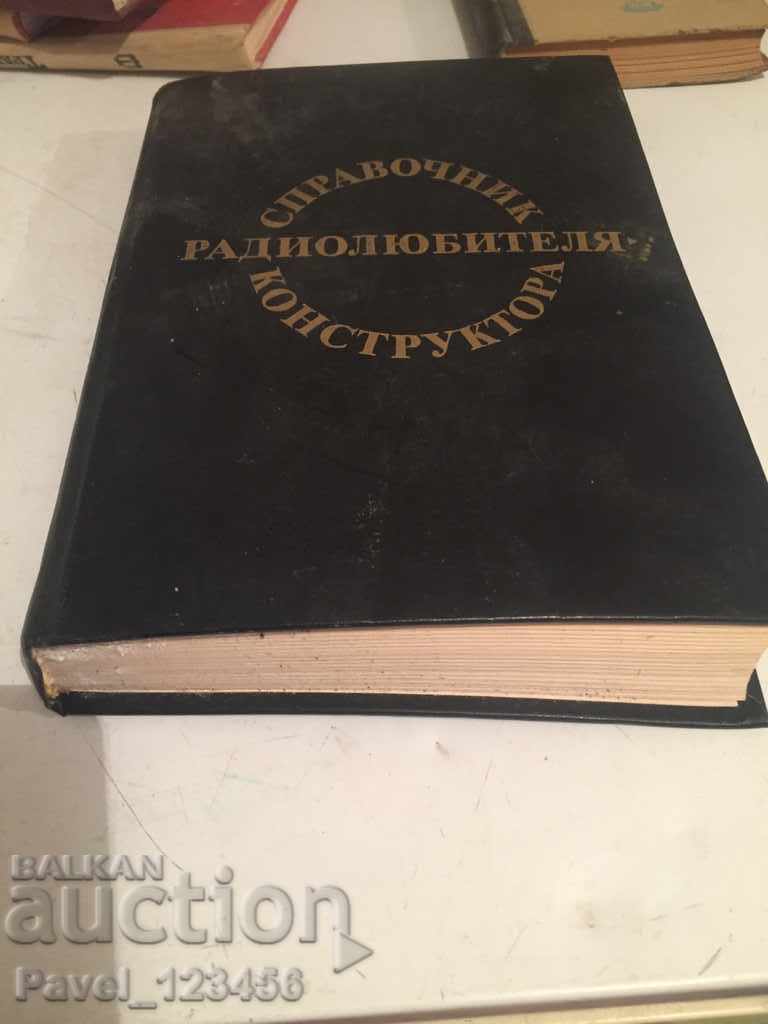 СПРАВОЧНИК
РАДИОЛЮБИТЕЛЯ
КОНСТРУКТОРА
BALKAN
auction
Pavel_123456